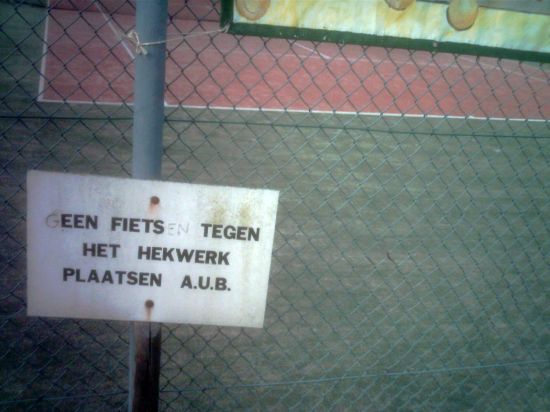 GEEN FIETSEN TEGEN
HET HEKWERK
PLAATSEN A.U.B.